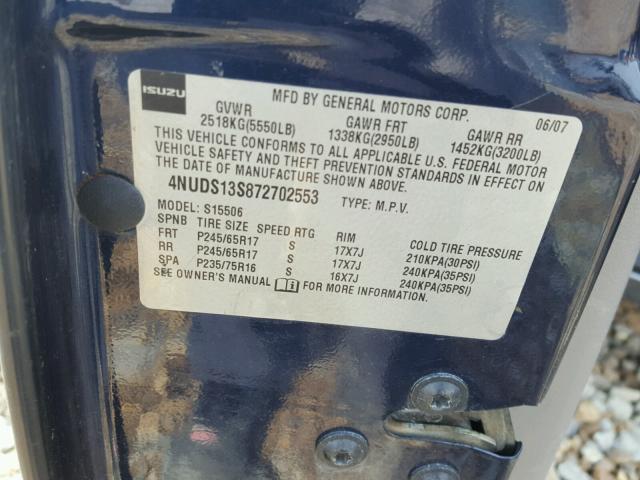 ISUZU MFD BY GENERAL MOTORS CORP. 06/07
GVWR GAWR FRT GAWR RR
2518KG(5550LB) 1338KG(2950LB) 1452KG(3200LB)
THIS VEHICLE CONFORMS TO ALL APPLICABLE U.S. FEDERAL MOTOR
VEHICLE SAFETY AND THEFT PREVENTION STANDARDS IN EFFECT ON
THE DATE OF MANUFACTURE SHOWN ABOVE.
4NUDS13S872702553 TYPE: M.P.V.
MODEL: S15506
SPNB TIRE SIZE SPEED RTG RIM COLD TIRE PRESSURE
FRT P245/65R17 S 17X7J 210KPA(30PSI)
RR P245/65R17 S 17X7J 240KPA(35PSI)
SPA P235/75R16 S 16X7J 240KPA(35PSI)
SEE OWNER'S MANUAL FOR MORE INFORMATION.